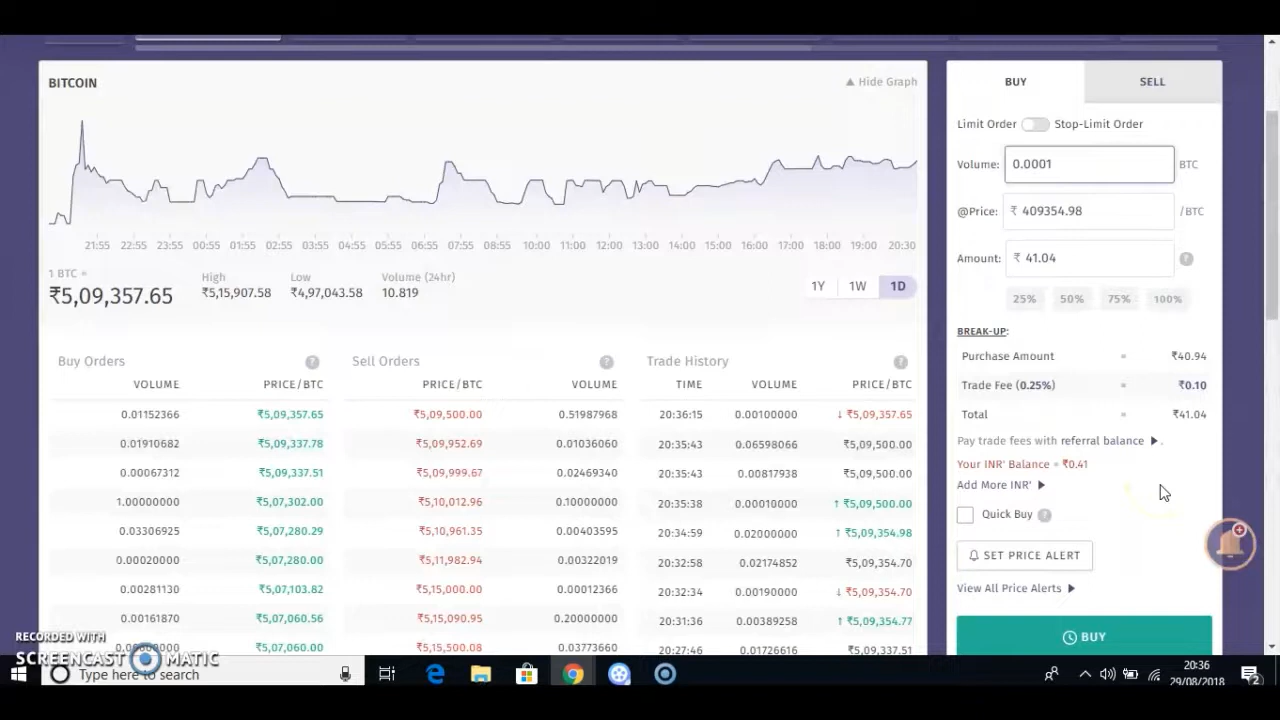 BITCOIN
▲ Hide Graph
21:55 22:55 23:55 00:55 01:55 02:55 03:55 04:55 05:55 06:55 07:55 08:55 10:00 11:00 12:00 13:00 14:00 15:00 16:00 17:00 18:00 19:00 20:30
1 BTC =
₹5,09,357.65
High
₹5,15,907.58
Low
₹4,97,043.58
Volume (24hr)
10.819
1Y 1W 1D
Buy Orders ?
VOLUME PRICE/BTC
0.01152366 ₹5,09,357.65
0.01910682 ₹5,09,337.78
0.00067312 ₹5,09,337.51
1.00000000 ₹5,07,302.00
0.03306925 ₹5,07,280.29
0.00020000 ₹5,07,280.00
0.00281130 ₹5,07,103.82
0.00161870 ₹5,07,060.56
₹5,07,060.00
Sell Orders ?
PRICE/BTC VOLUME
₹5,09,500.00 0.51987968
₹5,09,952.69 0.01036060
₹5,09,999.67 0.02469340
₹5,10,012.96 0.10000000
₹5,10,961.35 0.00403595
₹5,11,982.94 0.00322019
₹5,15,000.00 0.00012366
₹5,15,090.95 0.20000000
₹5,15,500.08 0.03773660
Trade History ?
TIME VOLUME PRICE/BTC
20:36:15 0.00100000 ↓ ₹5,09,357.65
20:35:43 0.06598066 ₹5,09,500.00
20:35:43 0.00817938 ₹5,09,500.00
20:35:38 0.00010000 ↑ ₹5,09,500.00
20:34:59 0.02000000 ↑ ₹5,09,354.98
20:32:58 0.02174852 ₹5,09,354.70
20:32:34 0.00190000 ↓ ₹5,09,354.70
20:31:36 0.00389258 ↑ ₹5,09,354.77
20:27:46 0.01726616 ₹5,09,337.51
BUY SELL
Limit Order Stop-Limit Order
Volume: 0.0001 BTC
@Price: ₹ 409354.98 /BTC
Amount: ₹ 41.04 ?
25% 50% 75% 100%
BREAK-UP:
Purchase Amount = ₹40.94
Trade Fee (0.25%) = ₹0.10
Total = ₹41.04
Pay trade fees with referral balance ▶ .
Your INR' Balance = ₹0.41
Add More INR' ▶
Quick Buy ?
SET PRICE ALERT
View All Price Alerts ▶
BUY
RECORDED WITH
SCREENCAST MATIC
Type here to search
20:36
29/08/2018
2